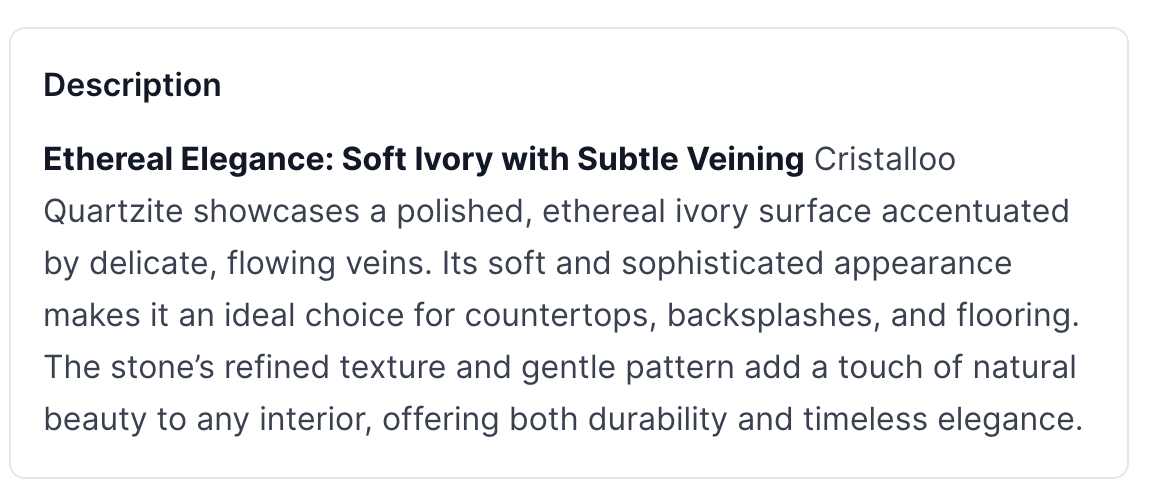 Description
Ethereal Elegance: Soft Ivory with Subtle Veining Cristalloo
Quartzite showcases a polished, ethereal ivory surface accentuated
by delicate, flowing veins. Its soft and sophisticated appearance
makes it an ideal choice for countertops, backsplashes, and flooring.
The stone’s refined texture and gentle pattern add a touch of natural
beauty to any interior, offering both durability and timeless elegance.